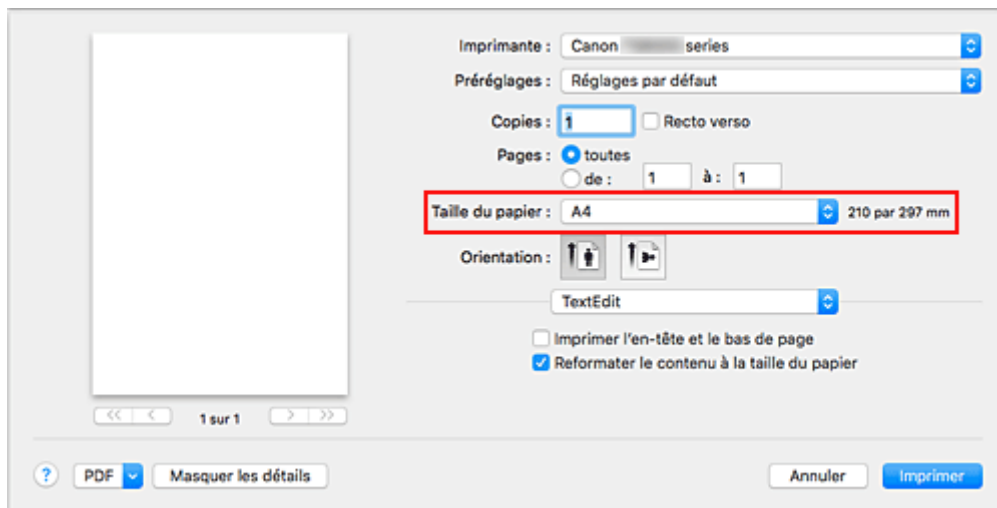 Imprimante : Canon series
Préréglages : Réglages par défaut
Copies : 1 Recto verso
Pages : toutes
de : 1 à : 1
Taille du papier : A4 210 par 297 mm
Orientation :
TextEdit
Imprimer l'en-tête et le bas de page
Reformater le contenu à la taille du papier
<< < 1 sur 1 > >>
? PDF Masquer les détails Annuler Imprimer